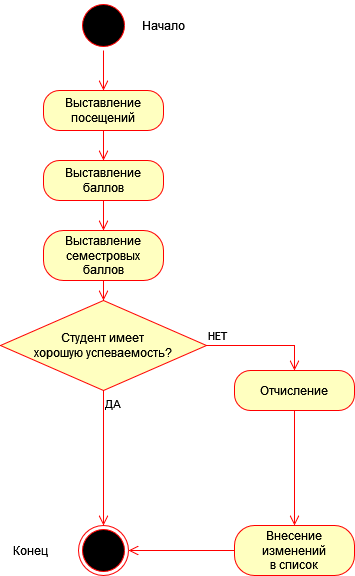 Начало
Выставление
посещений
Выставление
баллов
Выставление
семестровых
баллов
Студент имеет
хорошую успеваемость?
НЕТ
Отчисление
ДА
Внесение
изменений
в список
Конец